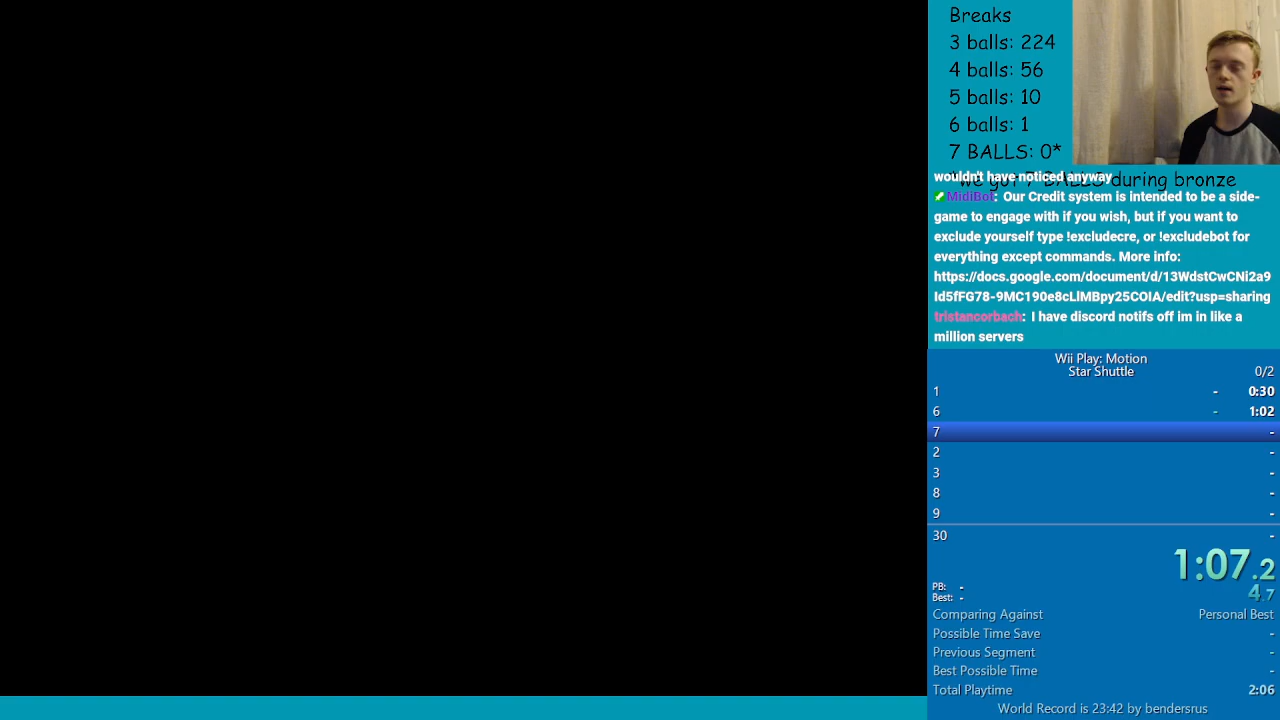 Breaks
3 balls: 224
4 balls: 56
5 balls: 10
6 balls: 1
7 BALLS: 0*
wouldn't have noticed anyway
*we got 7 BALLS during bronze
MidiBot: Our Credit system is intended to be a side-
game to engage with if you wish, but if you want to
exclude yourself type !excludecre, or !excludebot for
everything except commands. More info:
https://docs.google.com/document/d/13WdstCwCNi2a9
Id5fFG78-9MC190e8cLlMBpy25COIA/edit?usp=sharing
tristancorbach: I have discord notifs off im in like a
million servers
Wii Play: Motion
Star Shuttle 0/2
1 - 0:30
6 - 1:02
7 -
2 -
3 -
8 -
9 -
30 -
1:07.2
PB: - 4.7
Best: -
Comparing Against Personal Best
Possible Time Save -
Previous Segment -
Best Possible Time -
Total Playtime 2:06
World Record is 23:42 by bendersrus